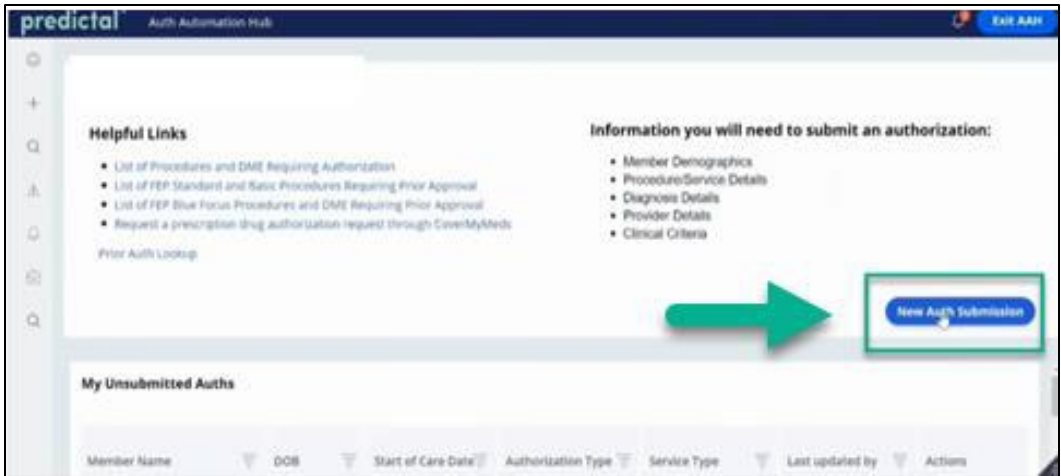 predictal Auth Automation Hub
Exit AAH
Helpful Links
List of Procedures and DME Requiring Authorization
List of FEP Standard and Basic Procedures Requiring Prior Approval
List of FEP Blue Focus Procedures and DME Requiring Prior Approval
Request a prescription drug authorization request through CoverMyMeds
Prior Auth Lookup
Information you will need to submit an authorization:
Member Demographics
Procedure/Service Details
Diagnosis Details
Provider Details
Clinical Criteria
New Auth Submission
My Unsubmitted Auths
Member Name DOB Start of Care Date Authorization Type Service Type Last updated by Actions